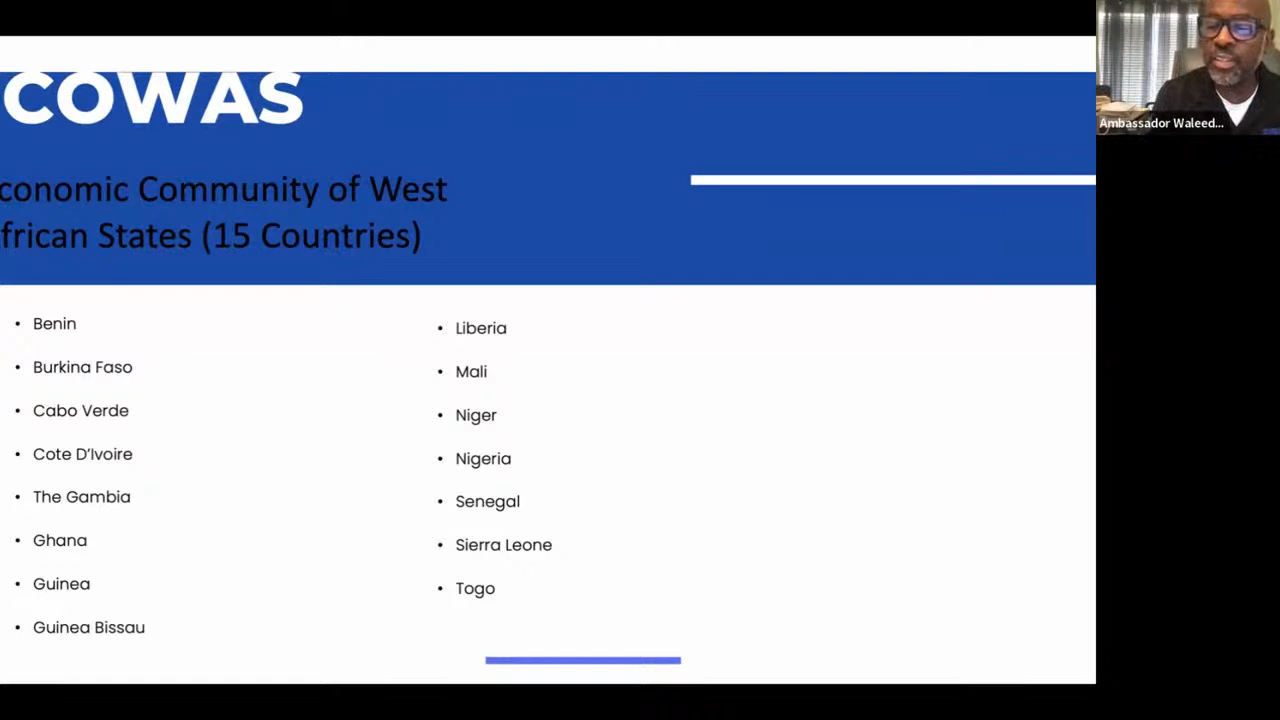 COWAS
conomic Community of West
frican States (15 Countries)
• Benin
• Burkina Faso
• Cabo Verde
• Cote D'Ivoire
• The Gambia
• Ghana
• Guinea
• Guinea Bissau
• Liberia
• Mali
• Niger
• Nigeria
• Senegal
• Sierra Leone
• Togo
Ambassador Waleed...